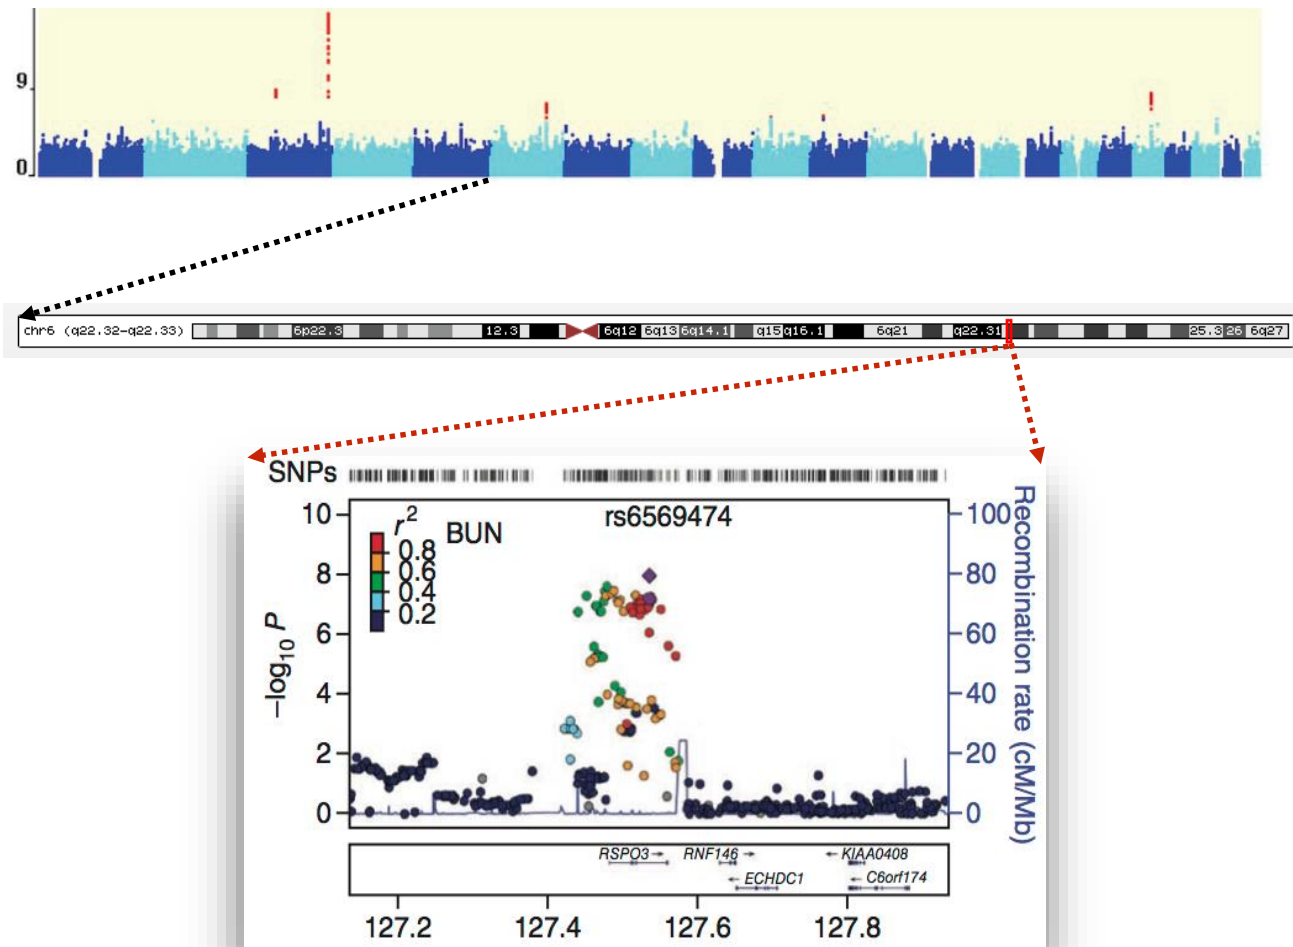 9
0
chr6 (q22.32-q22.33) 6p22.3 12.3 6q12 6q13 6q14.1 q15 q16.1 6q21 q22.31 25.3 26 6q27
SNPs
10 r² BUN rs6569474 100
0.8
8 0.6 80
0.4
0.2
6 60
4 40
2 20
0 0
–log10 P
Recombination rate (cM/Mb)
RSPO3→ RNF146 → ← KIAA0408
← ECHDC1 ← C6orf174
127.2 127.4 127.6 127.8